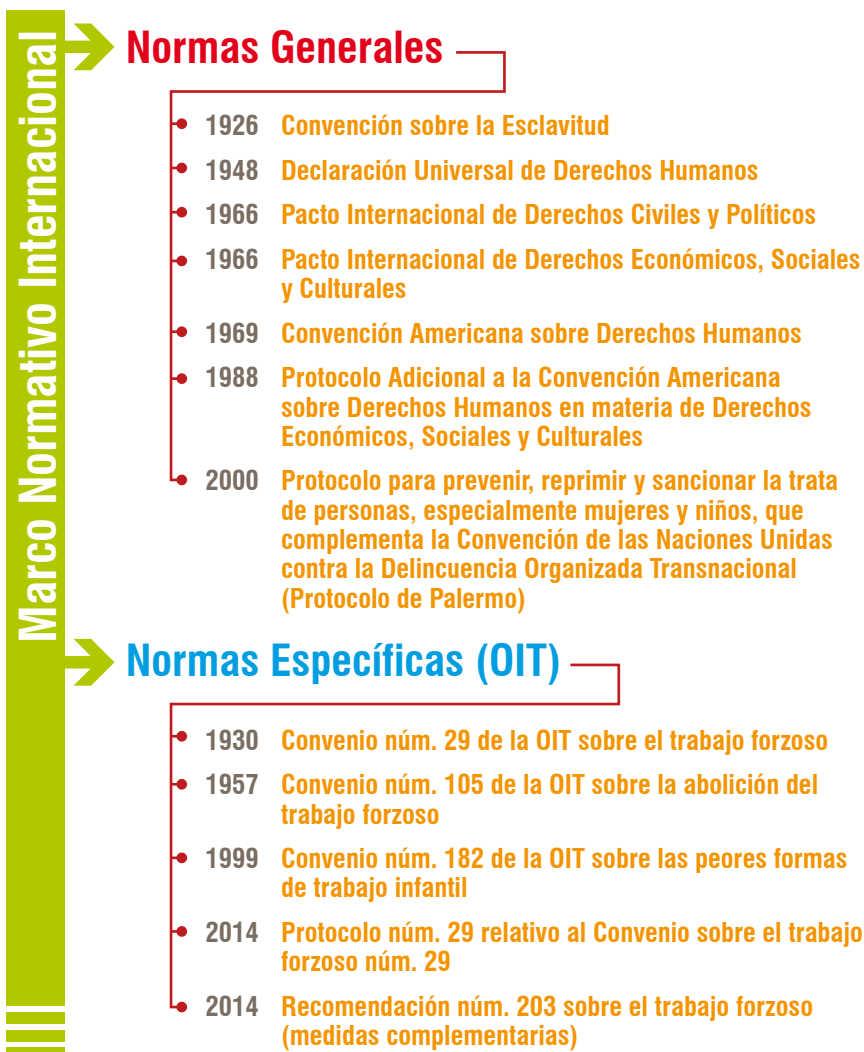 Marco Normativo Internacional
Normas Generales
1926 Convención sobre la Esclavitud
1948 Declaración Universal de Derechos Humanos
1966 Pacto Internacional de Derechos Civiles y Políticos
1966 Pacto Internacional de Derechos Económicos, Sociales
y Culturales
1969 Convención Americana sobre Derechos Humanos
1988 Protocolo Adicional a la Convención Americana
sobre Derechos Humanos en materia de Derechos
Económicos, Sociales y Culturales
2000 Protocolo para prevenir, reprimir y sancionar la trata
de personas, especialmente mujeres y niños, que
complementa la Convención de las Naciones Unidas
contra la Delincuencia Organizada Transnacional
(Protocolo de Palermo)
Normas Específicas (OIT)
1930 Convenio núm. 29 de la OIT sobre el trabajo forzoso
1957 Convenio núm. 105 de la OIT sobre la abolición del
trabajo forzoso
1999 Convenio núm. 182 de la OIT sobre las peores formas
de trabajo infantil
2014 Protocolo núm. 29 relativo al Convenio sobre el trabajo
forzoso núm. 29
2014 Recomendación núm. 203 sobre el trabajo forzoso
(medidas complementarias)